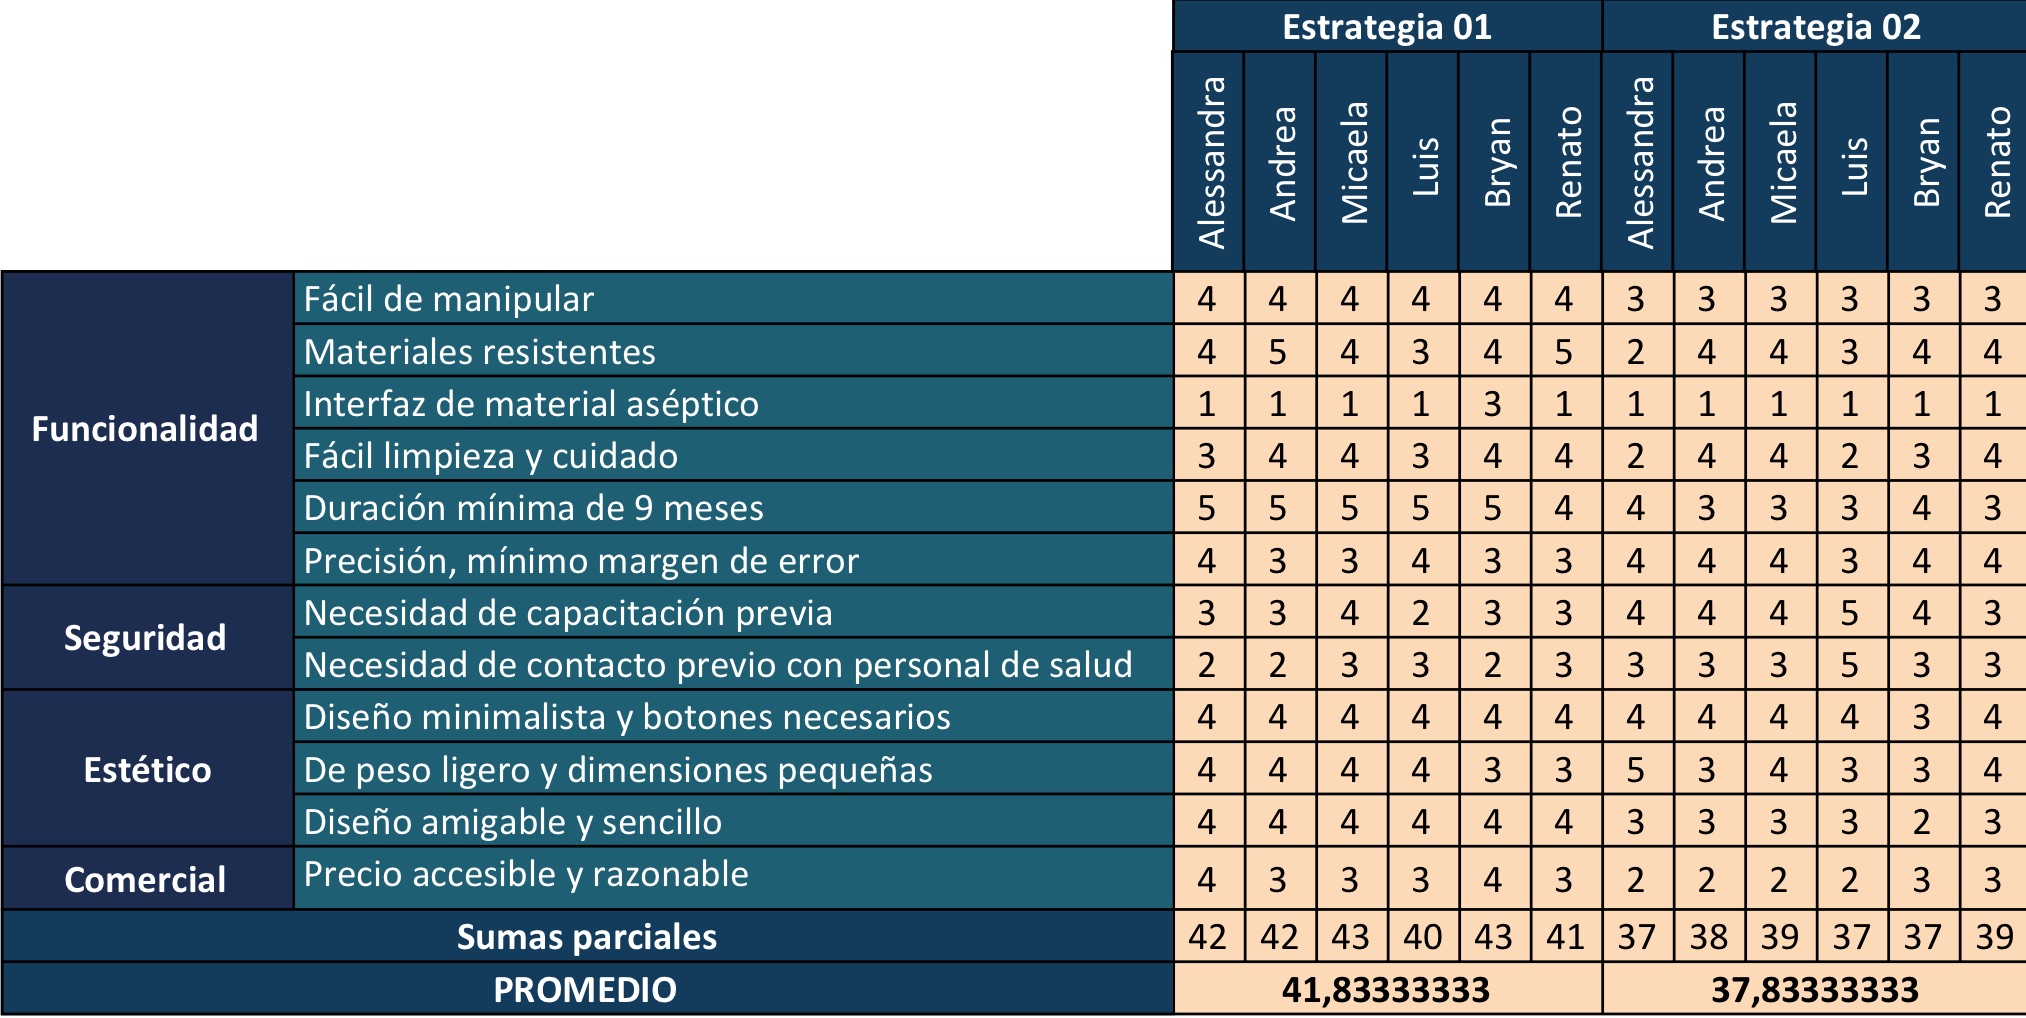 Estrategia 01 Estrategia 02
Alessandra Andrea Micaela Luis Bryan Renato Alessandra Andrea Micaela Luis Bryan Renato
Funcionalidad
Fácil de manipular 4 4 4 4 4 4 3 3 3 3 3 3
Materiales resistentes 4 5 4 3 4 5 2 4 4 3 4 4
Interfaz de material aséptico 1 1 1 1 3 1 1 1 1 1 1 1
Fácil limpieza y cuidado 3 4 4 3 4 4 2 4 4 2 3 4
Duración mínima de 9 meses 5 5 5 5 5 4 4 3 3 3 4 3
Precisión, mínimo margen de error 4 3 3 4 3 3 4 4 4 3 4 4
Seguridad
Necesidad de capacitación previa 3 3 4 2 3 3 4 4 4 5 4 3
Necesidad de contacto previo con personal de salud 2 2 3 3 2 3 3 3 3 5 3 3
Estético
Diseño minimalista y botones necesarios 4 4 4 4 4 4 4 4 4 4 3 4
De peso ligero y dimensiones pequeñas 4 4 4 4 3 3 5 3 4 3 3 4
Diseño amigable y sencillo 4 4 4 4 4 4 3 3 3 3 2 3
Comercial
Precio accesible y razonable 4 3 3 3 4 3 2 2 2 2 3 3
Sumas parciales 42 42 43 40 43 41 37 38 39 37 37 39
PROMEDIO 41,83333333 37,83333333